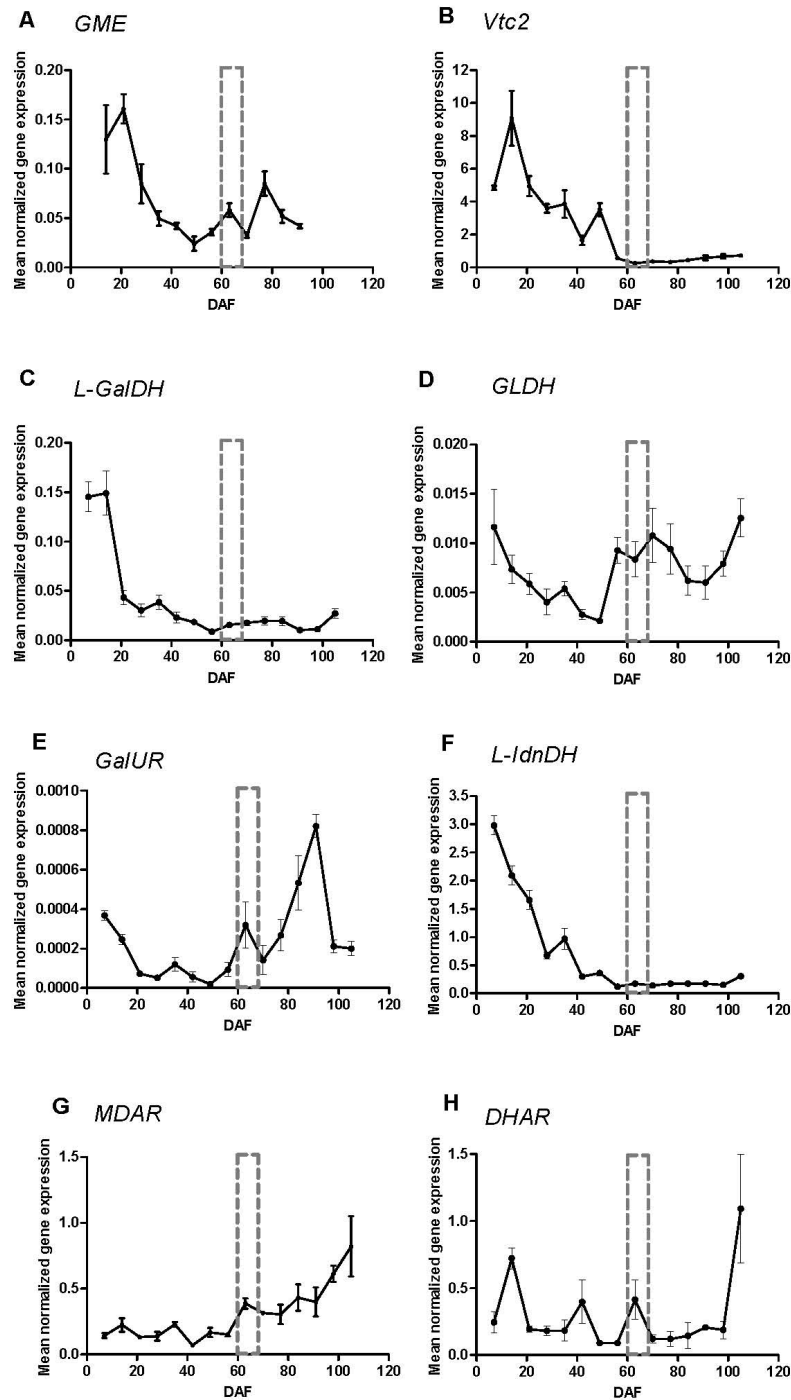 A GME
Mean normalized gene expression
0.20
0.15
0.10
0.05
0.00
0 20 40 60 80 100 120
DAF
B Vtc2
Mean normalized gene expression
12
10
8
6
4
2
0
0 20 40 60 80 100 120
DAF
C L-GalDH
Mean normalized gene expression
0.20
0.15
0.10
0.05
0.00
0 20 40 60 80 100 120
DAF
D GLDH
Mean normalized gene expression
0.020
0.015
0.010
0.005
0.000
0 20 40 60 80 100 120
DAF
E GalUR
Mean normalized gene expression
0.0010
0.0008
0.0006
0.0004
0.0002
0.0000
0 20 40 60 80 100 120
DAF
F L-IdnDH
Mean normalized gene expression
3.0
2.5
2.0
1.5
1.0
0.5
0.0
0 20 40 60 80 100 120
DAF
G MDAR
Mean normalized gene expression
1.5
1.0
0.5
0.0
0 20 40 60 80 100 120
DAF
H DHAR
Mean normalized gene expression
1.5
1.0
0.5
0.0
0 20 40 60 80 100 120
DAF